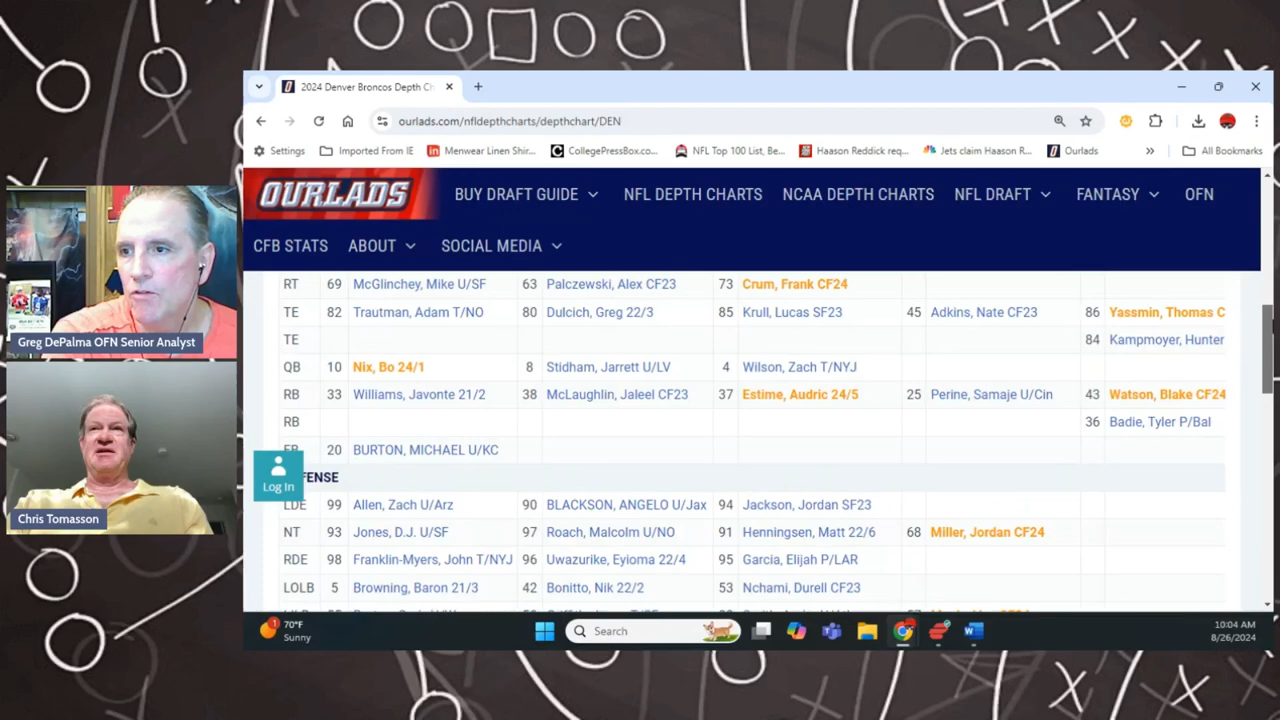 2024 Denver Broncos Depth Ch
ourlads.com/nfldepthcharts/depthchart/DEN
Settings Imported From IE Menwear Linen Shir... CollegePressBox.co... NFL Top 100 List, Be... Haason Reddick req... Jets claim Haason R... Ourlads All Bookmarks
OURLADS BUY DRAFT GUIDE NFL DEPTH CHARTS NCAA DEPTH CHARTS NFL DRAFT FANTASY OFN
CFB STATS ABOUT SOCIAL MEDIA
RT 69 McGlinchey, Mike U/SF 63 Palczewski, Alex CF23 73 Crum, Frank CF24
TE 82 Trautman, Adam T/NO 80 Dulcich, Greg 22/3 85 Krull, Lucas SF23 45 Adkins, Nate CF23 86 Yassmin, Thomas C
TE 84 Kampmoyer, Hunter
QB 10 Nix, Bo 24/1 8 Stidham, Jarrett U/LV 4 Wilson, Zach T/NYJ
RB 33 Williams, Javonte 21/2 38 McLaughlin, Jaleel CF23 37 Estime, Audric 24/5 25 Perine, Samaje U/Cin 43 Watson, Blake CF24
RB 36 Badie, Tyler P/Bal
FB 20 BURTON, MICHAEL U/KC
Log In
FENSE
LDE 99 Allen, Zach U/Arz 90 BLACKSON, ANGELO U/Jax 94 Jackson, Jordan SF23
NT 93 Jones, D.J. U/SF 97 Roach, Malcolm U/NO 91 Henningsen, Matt 22/6 68 Miller, Jordan CF24
RDE 98 Franklin-Myers, John T/NYJ 96 Uwazurike, Eyioma 22/4 95 Garcia, Elijah P/LAR
LOLB 5 Browning, Baron 21/3 42 Bonitto, Nik 22/2 53 Nchami, Durell CF23
Greg DePalma OFN Senior Analyst
Chris Tomasson
1
70°F
Sunny
Search
10:04 AM
8/26/2024